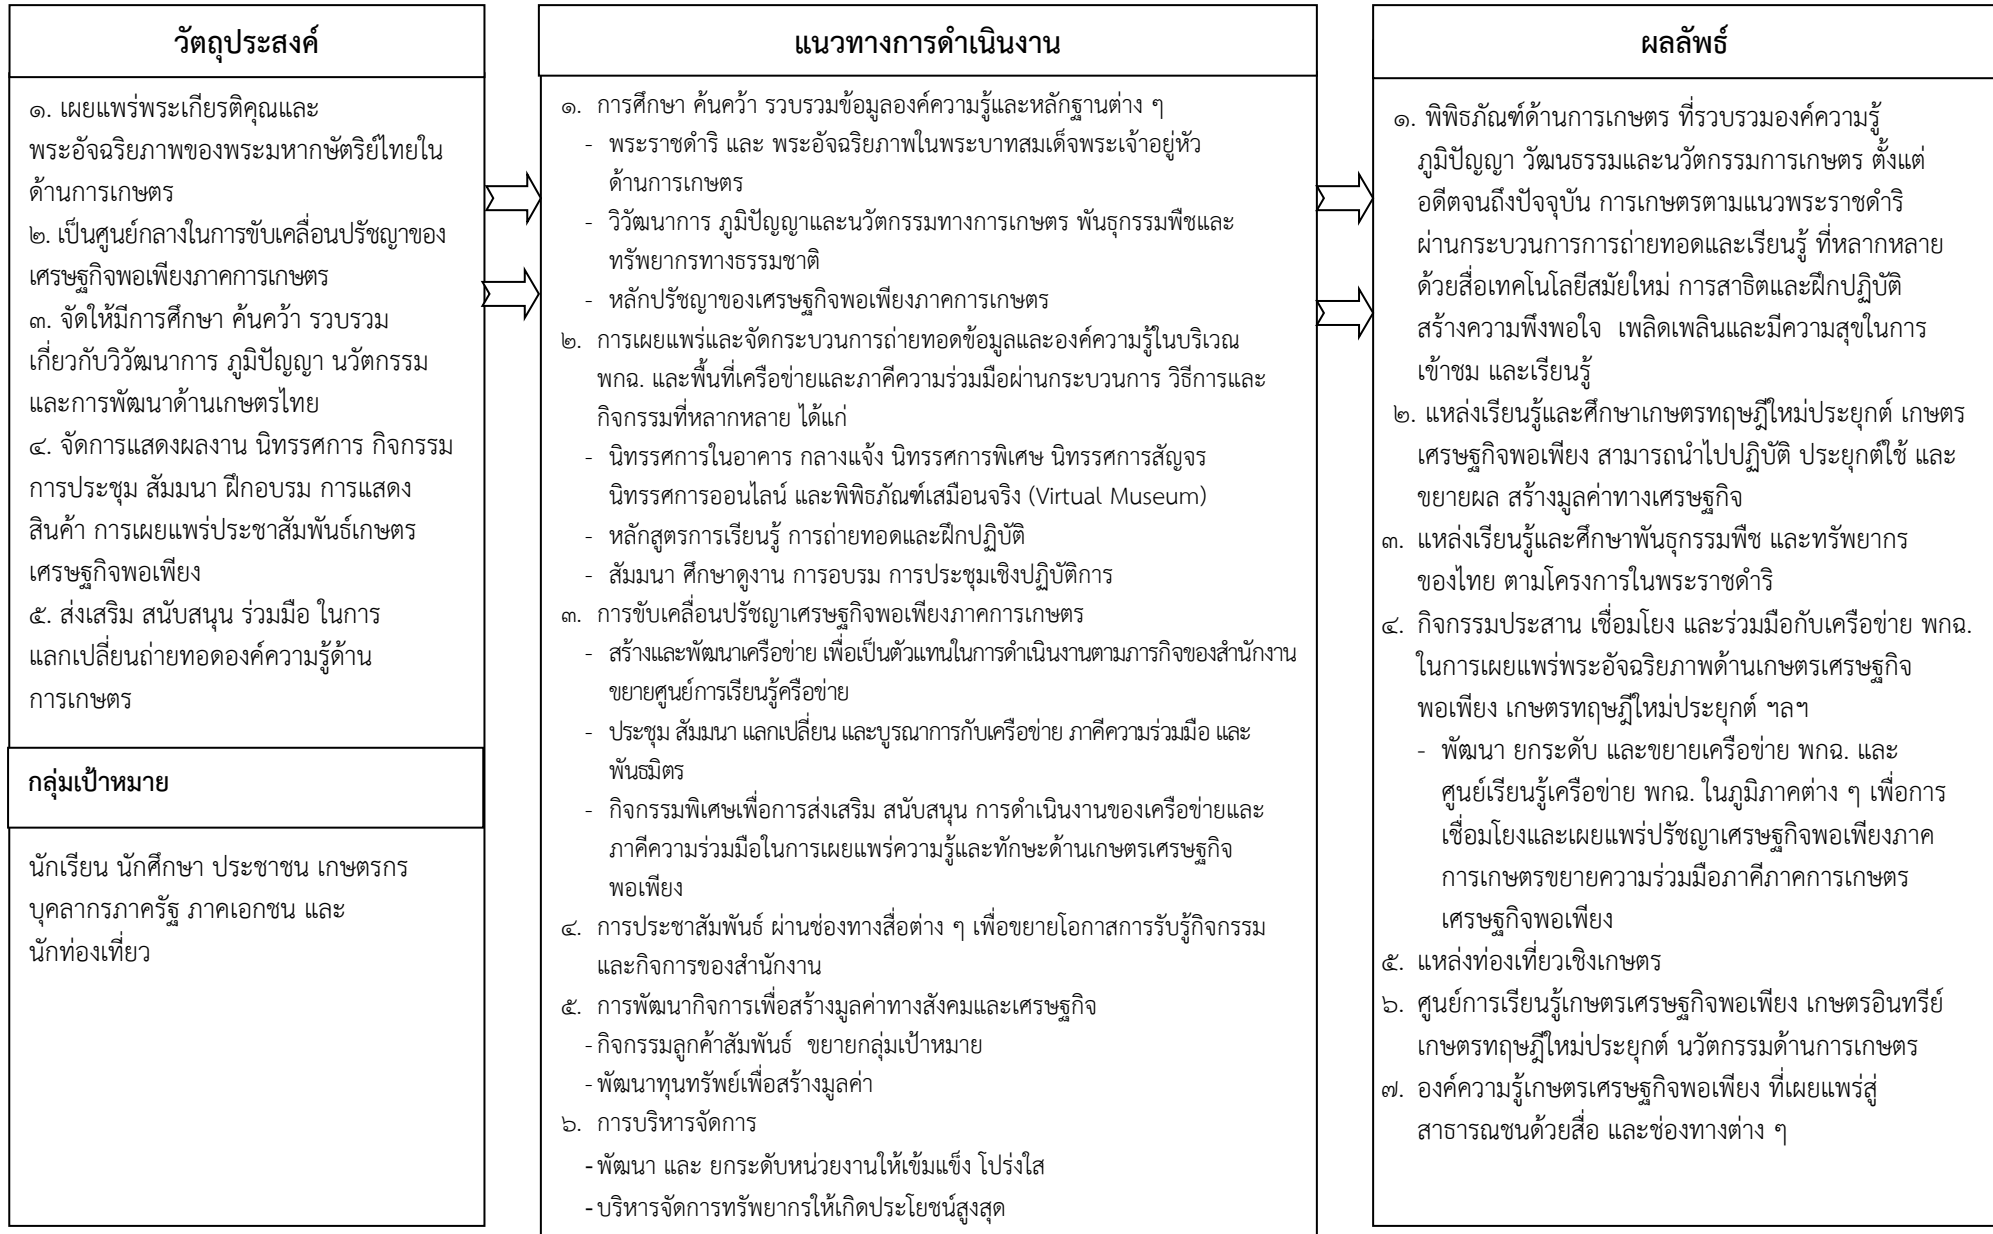 วัตถุประสงค์
๑. เผยแพร่พระเกียรติคุณและ
พระอัจฉริยภาพของพระมหากษัตริย์ไทยใน
ด้านการเกษตร
๒. เป็นศูนย์กลางในการขับเคลื่อนปรัชญาของ
เศรษฐกิจพอเพียงภาคการเกษตร
๓. จัดให้มีการศึกษา ค้นคว้า รวบรวม
เกี่ยวกับวิวัฒนาการ ภูมิปัญญา นวัตกรรม
และการพัฒนาด้านเกษตรไทย
๔. จัดการแสดงผลงาน นิทรรศการ กิจกรรม
การประชุม สัมมนา ฝึกอบรม การแสดง
สินค้า การเผยแพร่ประชาสัมพันธ์เกษตร
เศรษฐกิจพอเพียง
๕. ส่งเสริม สนับสนุน ร่วมมือ ในการ
แลกเปลี่ยนถ่ายทอดองค์ความรู้ด้าน
การเกษตร
กลุ่มเป้าหมาย
นักเรียน นักศึกษา ประชาชน เกษตรกร
บุคลากรภาครัฐ ภาคเอกชน และ
นักท่องเที่ยว
แนวทางการดำเนินงาน
๑. การศึกษา ค้นคว้า รวบรวมข้อมูลองค์ความรู้และหลักฐานต่าง ๆ
- พระราชดำริ และ พระอัจฉริยภาพในพระบาทสมเด็จพระเจ้าอยู่หัว
ด้านการเกษตร
- วิวัฒนาการ ภูมิปัญญาและนวัตกรรมทางการเกษตร พันธุกรรมพืชและ
ทรัพยากรทางธรรมชาติ
- หลักปรัชญาของเศรษฐกิจพอเพียงภาคการเกษตร
๒. การเผยแพร่และจัดกระบวนการถ่ายทอดข้อมูลและองค์ความรู้ในบริเวณ
พกฉ. และพื้นที่เครือข่ายและภาคีความร่วมมือผ่านกระบวนการ วิธีการและ
กิจกรรมที่หลากหลาย ได้แก่
- นิทรรศการในอาคาร กลางแจ้ง นิทรรศการพิเศษ นิทรรศการสัญจร
นิทรรศการออนไลน์ และพิพิธภัณฑ์เสมือนจริง (Virtual Museum)
- หลักสูตรการเรียนรู้ การถ่ายทอดและฝึกปฏิบัติ
- สัมมนา ศึกษาดูงาน การอบรม การประชุมเชิงปฏิบัติการ
๓. การขับเคลื่อนปรัชญาเศรษฐกิจพอเพียงภาคการเกษตร
- สร้างและพัฒนาเครือข่าย เพื่อเป็นตัวแทนในการดำเนินงานตามภารกิจของสำนักงาน
ขยายศูนย์การเรียนรู้ครือข่าย
- ประชุม สัมมนา แลกเปลี่ยน และบูรณาการกับเครือข่าย ภาคีความร่วมมือ และ
พันธมิตร
- กิจกรรมพิเศษเพื่อการส่งเสริม สนับสนุน การดำเนินงานของเครือข่ายและ
ภาคีความร่วมมือในการเผยแพร่ความรู้และทักษะด้านเกษตรเศรษฐกิจ
พอเพียง
๔. การประชาสัมพันธ์ ผ่านช่องทางสื่อต่าง ๆ เพื่อขยายโอกาสการรับรู้กิจกรรม
และกิจการของสำนักงาน
๕. การพัฒนากิจการเพื่อสร้างมูลค่าทางสังคมและเศรษฐกิจ
- กิจกรรมลูกค้าสัมพันธ์ ขยายกลุ่มเป้าหมาย
- พัฒนาทุนทรัพย์เพื่อสร้างมูลค่า
๖. การบริหารจัดการ
- พัฒนา และ ยกระดับหน่วยงานให้เข้มแข็ง โปร่งใส
- บริหารจัดการทรัพยากรให้เกิดประโยชน์สูงสุด
ผลลัพธ์
๑. พิพิธภัณฑ์ด้านการเกษตร ที่รวบรวมองค์ความรู้
ภูมิปัญญา วัฒนธรรมและนวัตกรรมการเกษตร ตั้งแต่
อดีตจนถึงปัจจุบัน การเกษตรตามแนวพระราชดำริ
ผ่านกระบวนการการถ่ายทอดและเรียนรู้ ที่หลากหลาย
ด้วยสื่อเทคโนโลยีสมัยใหม่ การสาธิตและฝึกปฏิบัติ
สร้างความพึงพอใจ เพลิดเพลินและมีความสุขในการ
เข้าชม และเรียนรู้
๒. แหล่งเรียนรู้และศึกษาเกษตรทฤษฎีใหม่ประยุกต์ เกษตร
เศรษฐกิจพอเพียง สามารถนำไปปฏิบัติ ประยุกต์ใช้ และ
ขยายผล สร้างมูลค่าทางเศรษฐกิจ
๓. แหล่งเรียนรู้และศึกษาพันธุกรรมพืช และทรัพยากร
ของไทย ตามโครงการในพระราชดำริ
๔. กิจกรรมประสาน เชื่อมโยง และร่วมมือกับเครือข่าย พกฉ.
ในการเผยแพร่พระอัจฉริยภาพด้านเกษตรเศรษฐกิจ
พอเพียง เกษตรทฤษฎีใหม่ประยุกต์ ฯลฯ
- พัฒนา ยกระดับ และขยายเครือข่าย พกฉ. และ
ศูนย์เรียนรู้เครือข่าย พกฉ. ในภูมิภาคต่าง ๆ เพื่อการ
เชื่อมโยงและเผยแพร่ปรัชญาเศรษฐกิจพอเพียงภาค
การเกษตรขยายความร่วมมือภาคีภาคการเกษตร
เศรษฐกิจพอเพียง
๕. แหล่งท่องเที่ยวเชิงเกษตร
๖. ศูนย์การเรียนรู้เกษตรเศรษฐกิจพอเพียง เกษตรอินทรีย์
เกษตรทฤษฎีใหม่ประยุกต์ นวัตกรรมด้านการเกษตร
๗. องค์ความรู้เกษตรเศรษฐกิจพอเพียง ที่เผยแพร่สู่
สาธารณชนด้วยสื่อ และช่องทางต่าง ๆ